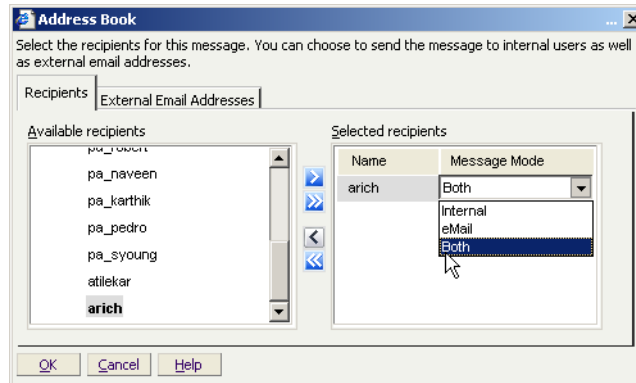 Address Book
Select the recipients for this message. You can choose to send the message to internal users as well
as external email addresses.
Recipients
External Email Addresses
Available recipients
pa_robert
pa_naveen
pa_karthik
pa_pedro
pa_syoung
atilekar
arich
Selected recipients
Name Message Mode
arich Both
Internal
eMail
Both
OK Cancel Help